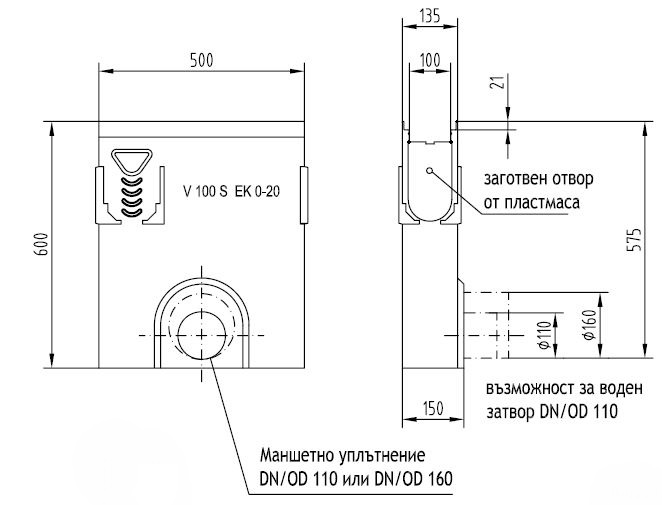 135
500
100
21
V 100 S EK 0-20
заготвен отвор
от пластмаса
600
575
ϕ110
ϕ160
възможност за воден
затвор DN/OD 110
150
Маншетно уплътнение
DN/OD 110 или DN/OD 160